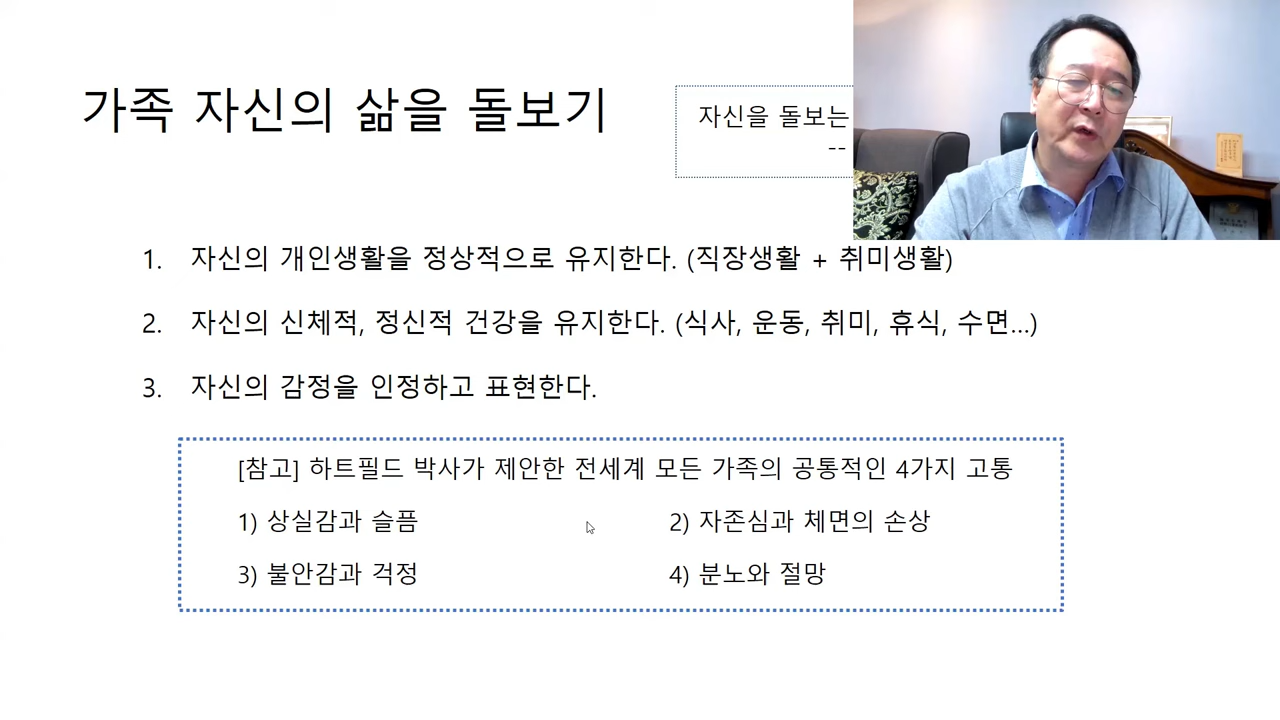 가족 자신의 삶을 돌보기
자신을 돌보는
--
1. 자신의 개인생활을 정상적으로 유지한다. (직장생활 + 취미생활)
2. 자신의 신체적, 정신적 건강을 유지한다. (식사, 운동, 취미, 휴식, 수면...)
3. 자신의 감정을 인정하고 표현한다.
[참고] 하트필드 박사가 제안한 전세계 모든 가족의 공통적인 4가지 고통
1) 상실감과 슬픔 2) 자존심과 체면의 손상
3) 불안감과 걱정 4) 분노와 절망